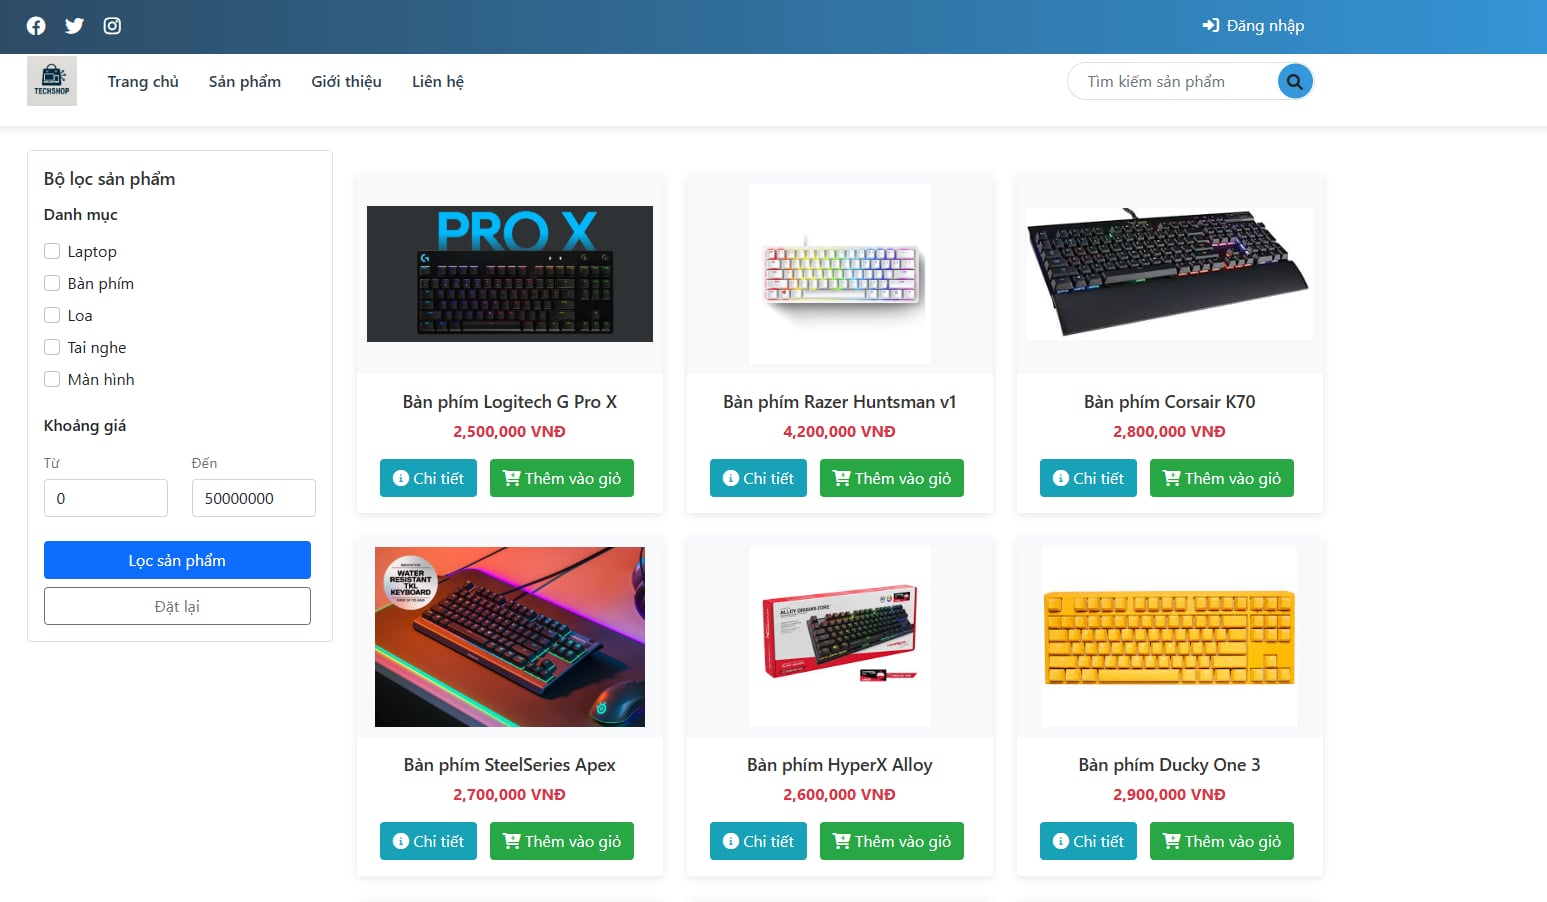 Đăng nhập
TECHSHOP
Trang chủ
Sản phẩm
Giới thiệu
Liên hệ
Tìm kiếm sản phẩm
Bộ lọc sản phẩm
Danh mục
Laptop
Bàn phím
Loa
Tai nghe
Màn hình
Khoảng giá
Từ
Đến
0
50000000
Lọc sản phẩm
Đặt lại
PRO X
Bàn phím Logitech G Pro X
2,500,000 VNĐ
Chi tiết
Thêm vào giỏ
Bàn phím Razer Huntsman v1
4,200,000 VNĐ
Chi tiết
Thêm vào giỏ
Bàn phím Corsair K70
2,800,000 VNĐ
Chi tiết
Thêm vào giỏ
WATER
RESISTANT
TKL
KEYBOARD
Bàn phím SteelSeries Apex
2,700,000 VNĐ
Chi tiết
Thêm vào giỏ
ALLOY ORIGINS CORE
Bàn phím HyperX Alloy
2,600,000 VNĐ
Chi tiết
Thêm vào giỏ
Bàn phím Ducky One 3
2,900,000 VNĐ
Chi tiết
Thêm vào giỏ